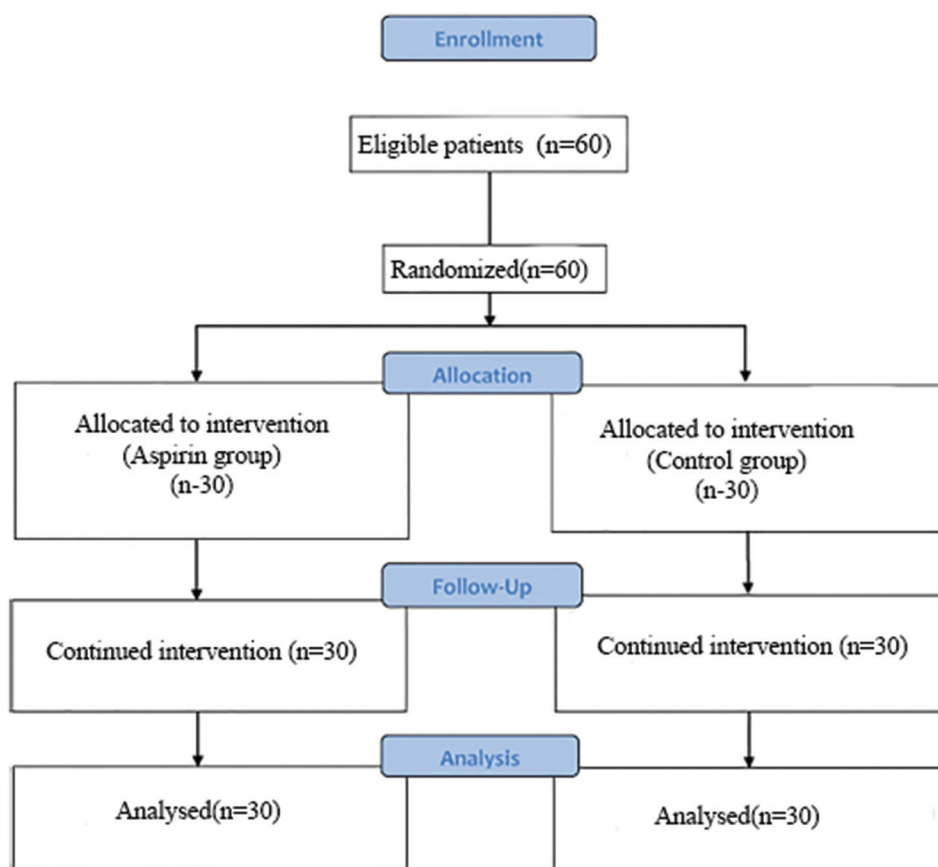 Enrollment
Eligible patients (n=60)
Randomized(n=60)
Allocation
Allocated to intervention
(Aspirin group)
(n-30)
Allocated to intervention
(Control group)
(n-30)
Follow-Up
Continued intervention (n=30)
Continued intervention (n=30)
Analysis
Analysed(n=30)
Analysed(n=30)